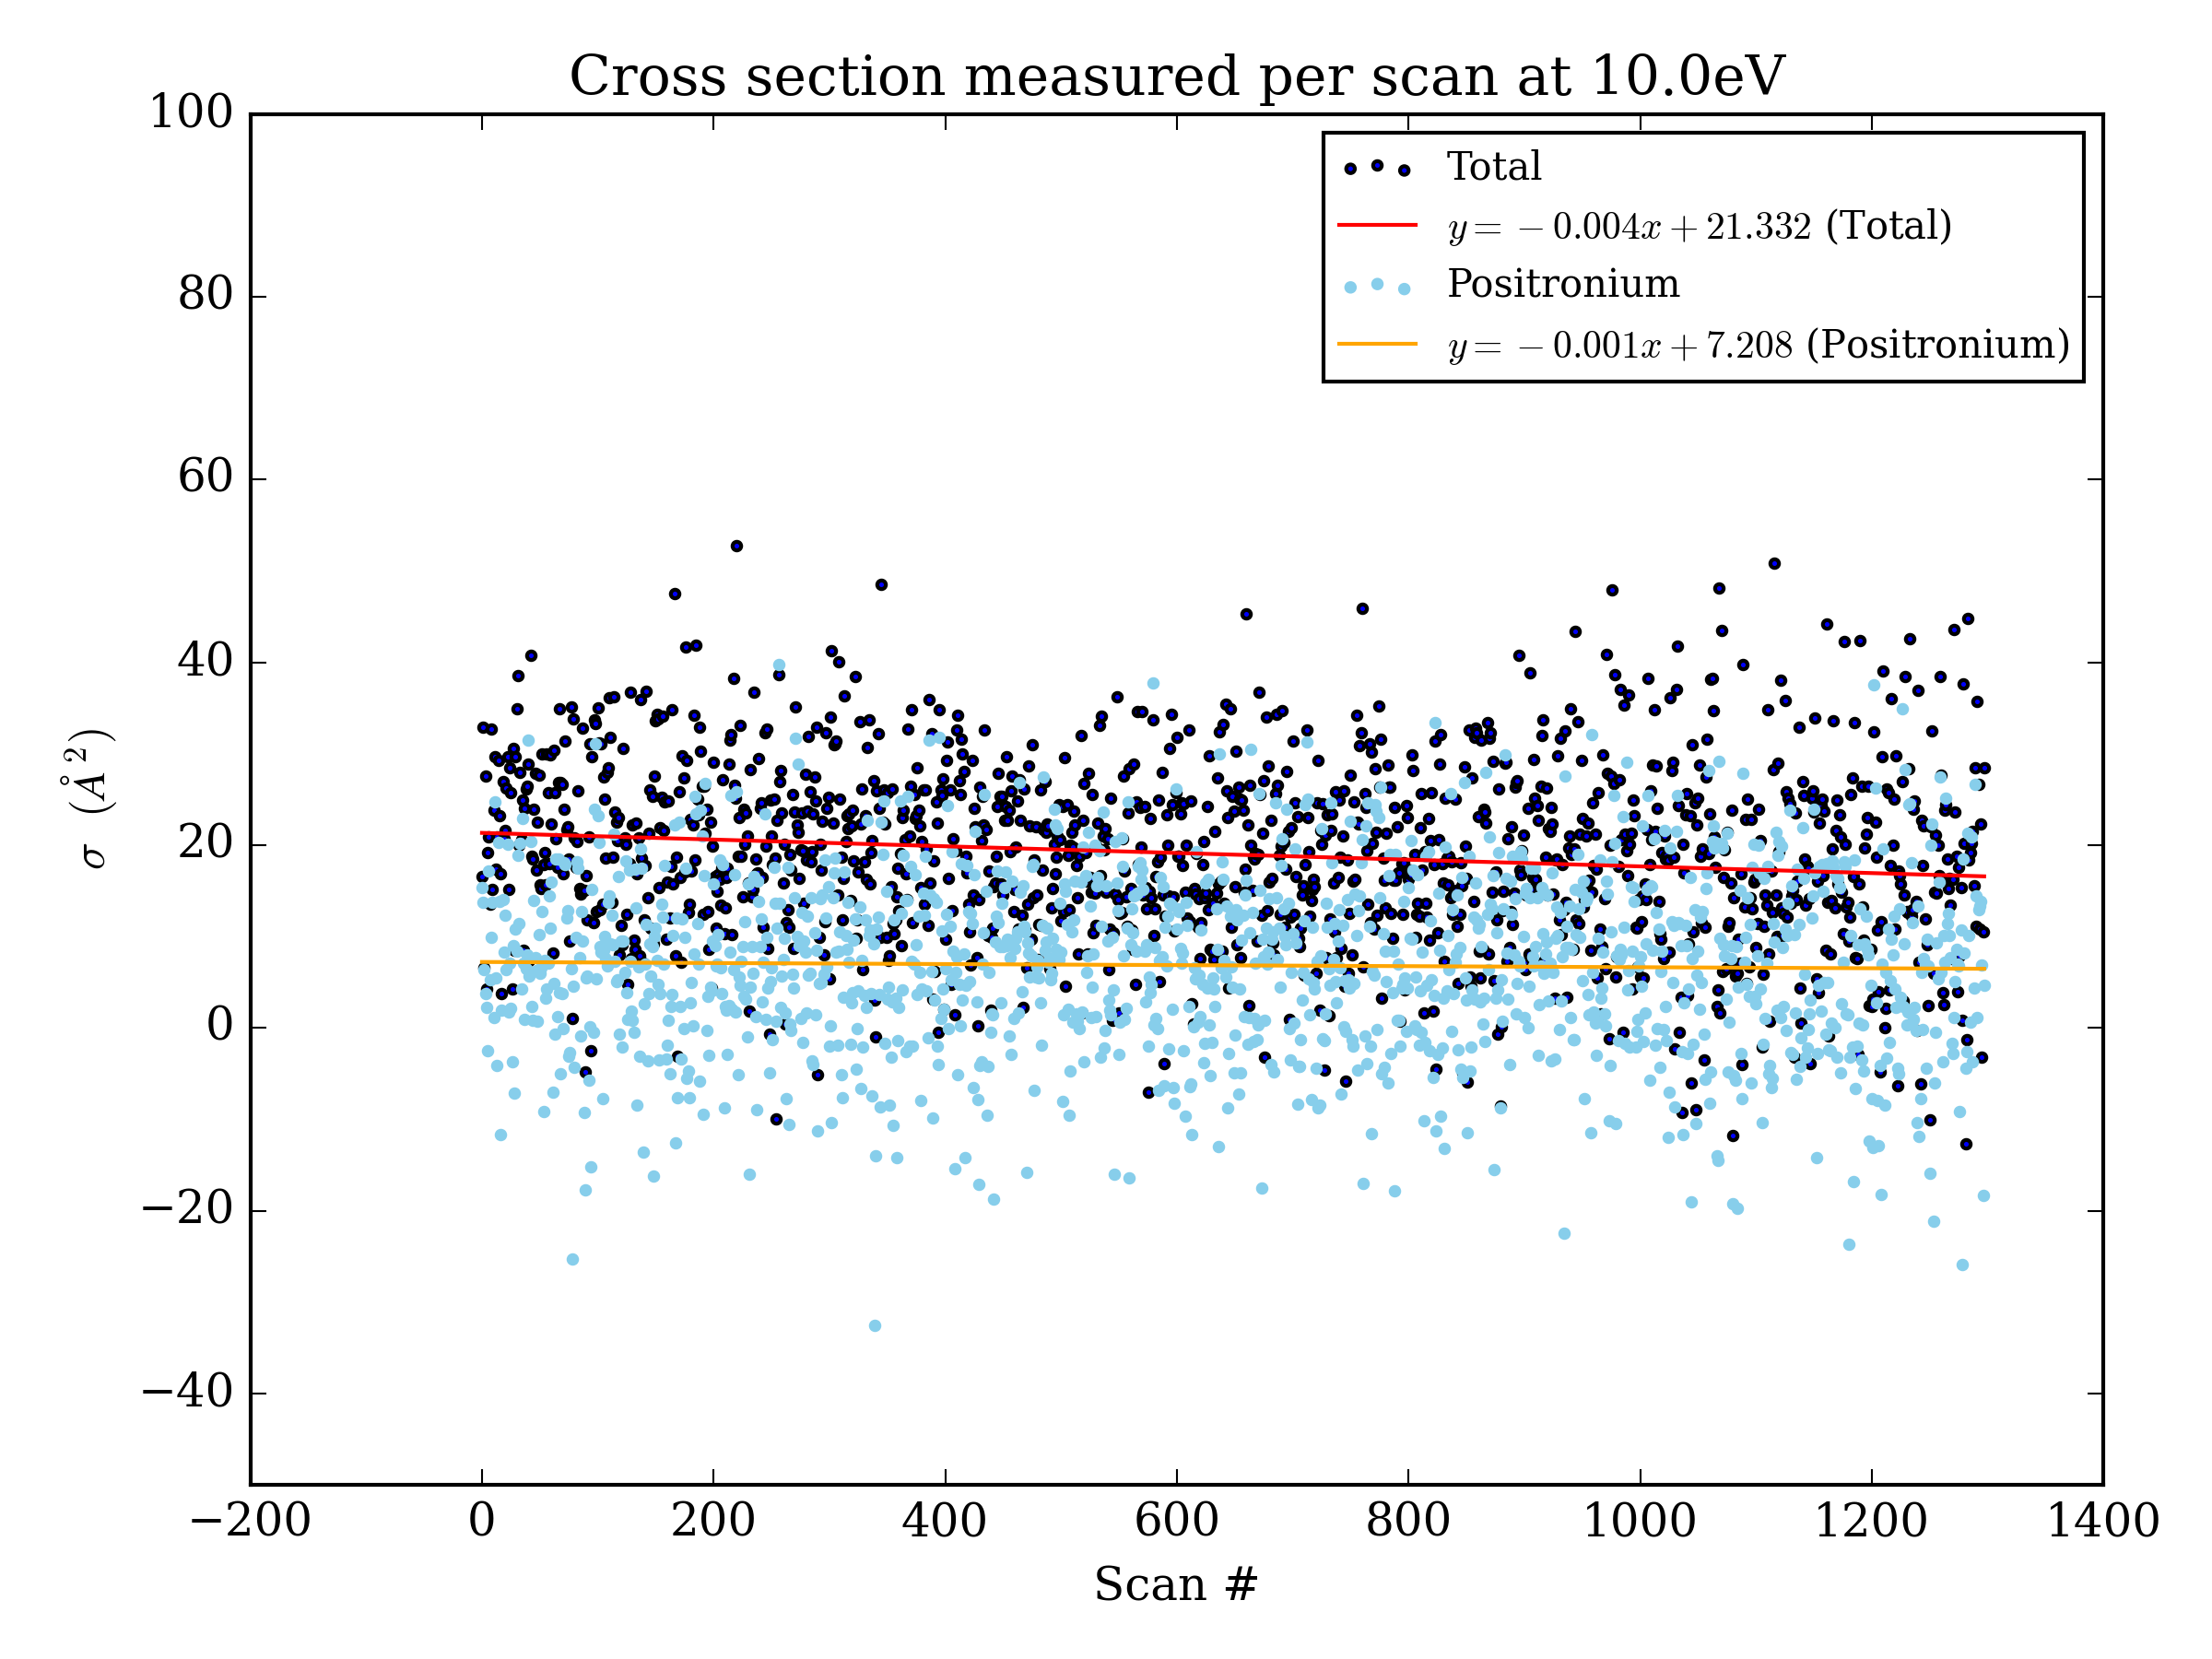 Cross section measured per scan at 10.0eV
100
80
60
40
20
0
−20
−40
σ (Å²)
Total
y = −0.004x + 21.332 (Total)
Positronium
y = −0.001x + 7.208 (Positronium)
−200 0 200 400 600 800 1000 1200 1400
Scan #